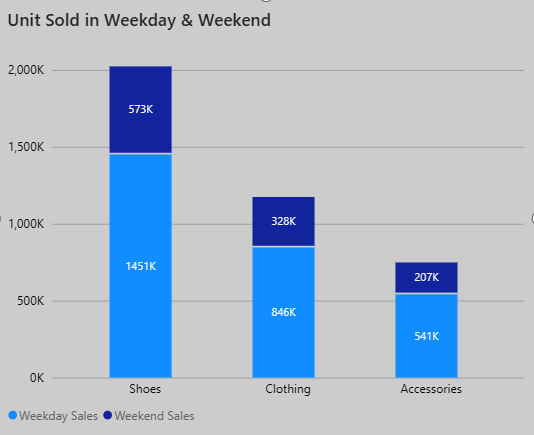 Unit Sold in Weekday & Weekend
2,000K
573K
1,500K
1451K
1,000K
328K
846K
500K
207K
541K
0K
Shoes Clothing Accessories
Weekday Sales Weekend Sales